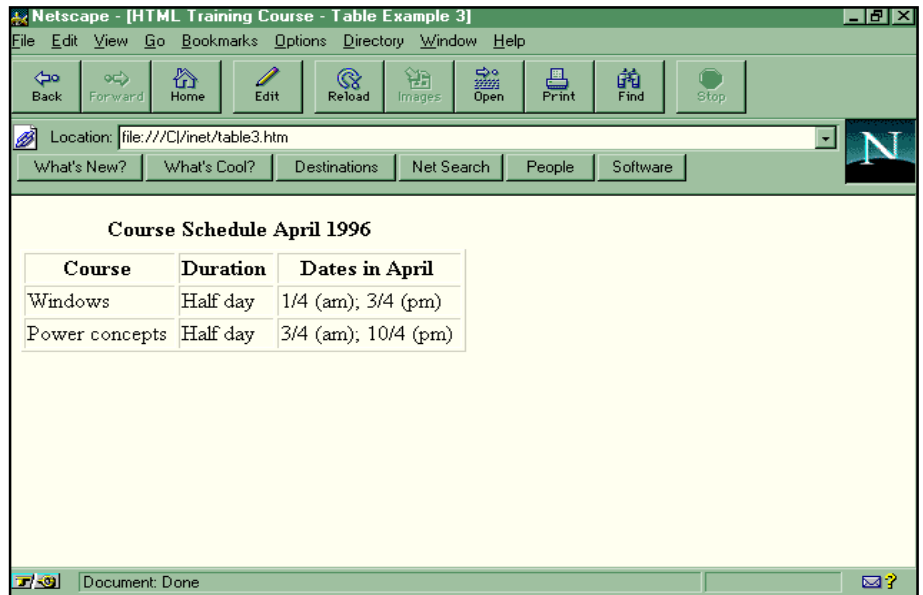 Netscape - [HTML Training Course - Table Example 3]
File Edit View Go Bookmarks Options Directory Window Help
Back Forward Home Edit Reload Images Open Print Find Stop
Location: file:///C|/inet/table3.htm
N
What's New? What's Cool? Destinations Net Search People Software
Course Schedule April 1996
Course Duration Dates in April
Windows Half day 1/4 (am); 3/4 (pm)
Power concepts Half day 3/4 (am); 10/4 (pm)
Document: Done